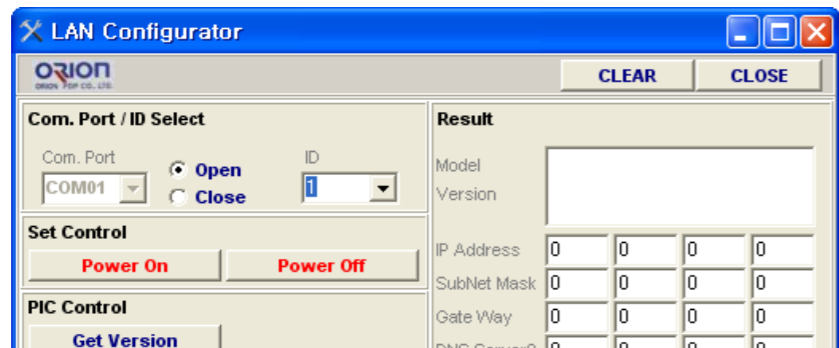 LAN Configurator
ORION
ORION PDP CO., LTD.
CLEAR CLOSE
Com. Port / ID Select
Com. Port
COM01
Open
Close
ID
1
Set Control
Power On Power Off
PIC Control
Get Version
Result
Model
Version
IP Address 0 0 0 0
SubNet Mask 0 0 0 0
Gate Way 0 0 0 0